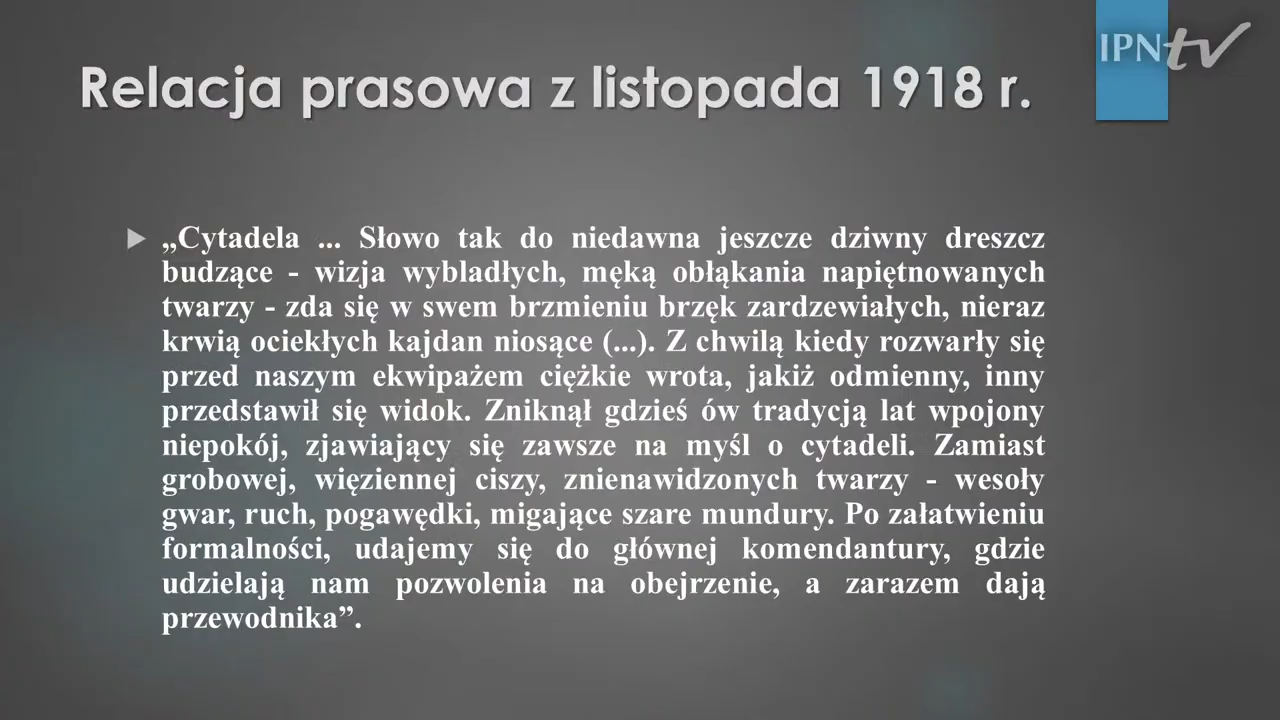 IPNtv
Relacja prasowa z listopada 1918 r.
„Cytadela ... Słowo tak do niedawna jeszcze dziwny dreszcz
budzące - wizja wybladłych, męką obłąkania napiętnowanych
twarzy - zda się w swem brzmieniu brzęk zardzewiałych, nieraz
krwią ociekłych kajdan niosące (...). Z chwilą kiedy rozwarły się
przed naszym ekwipażem ciężkie wrota, jakiż odmienny, inny
przedstawił się widok. Zniknął gdzieś ów tradycją lat wpojony
niepokój, zjawiający się zawsze na myśl o cytadeli. Zamiast
grobowej, więziennej ciszy, znienawidzonych twarzy - wesoły
gwar, ruch, pogawędki, migające szare mundury. Po załatwieniu
formalności, udajemy się do głównej komendantury, gdzie
udzielają nam pozwolenia na obejrzenie, a zarazem dają
przewodnika”.